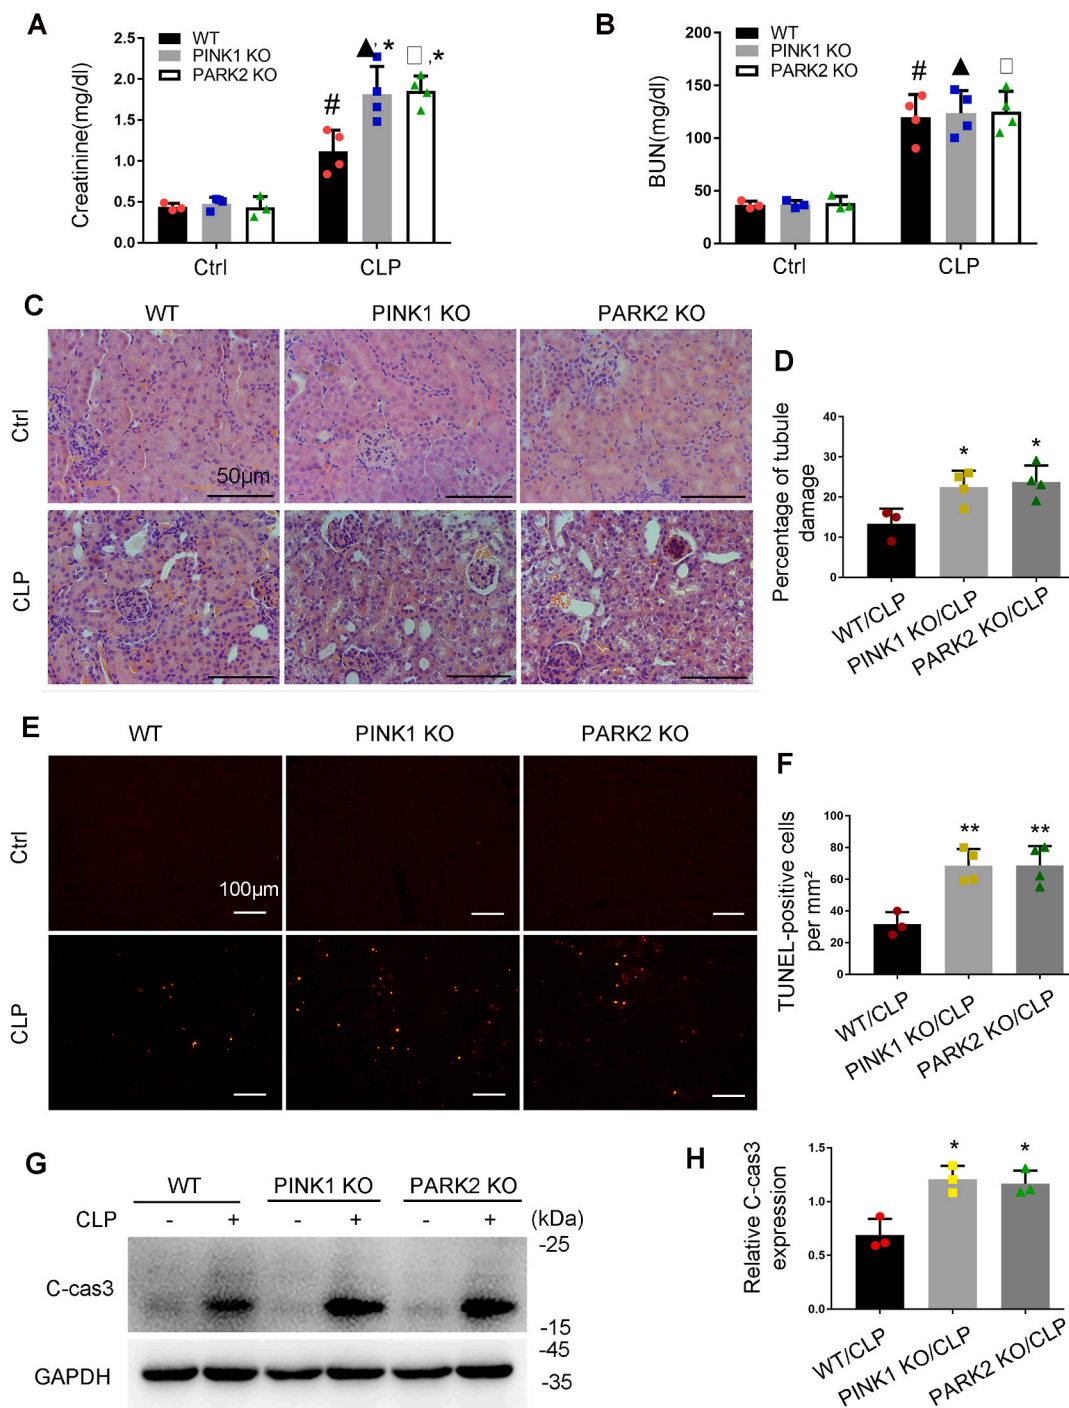 A
Creatinine(mg/dl)
2.5
2.0
1.5
1.0
0.5
0.0
WT
PINK1 KO
PARK2 KO
#
▲,*
□,*
Ctrl
CLP
B
BUN(mg/dl)
200
150
100
50
0
WT
PINK1 KO
PARK2 KO
#
▲
□
Ctrl
CLP
C
WT
PINK1 KO
PARK2 KO
Ctrl
50µm
CLP
D
Percentage of tubule
damage
40
30
20
10
0
*
*
WT/CLP
PINK1 KO/CLP
PARK2 KO/CLP
E
WT
PINK1 KO
PARK2 KO
Ctrl
100µm
CLP
F
TUNEL-positive cells
per mm²
100
80
60
40
20
0
**
**
WT/CLP
PINK1 KO/CLP
PARK2 KO/CLP
G
WT
PINK1 KO
PARK2 KO
CLP - + - + - + (kDa)
-25
C-cas3
-15
-45
GAPDH
-35
H
Relative C-cas3
expression
1.5
1.0
0.5
0.0
*
*
WT/CLP
PINK1 KO/CLP
PARK2 KO/CLP